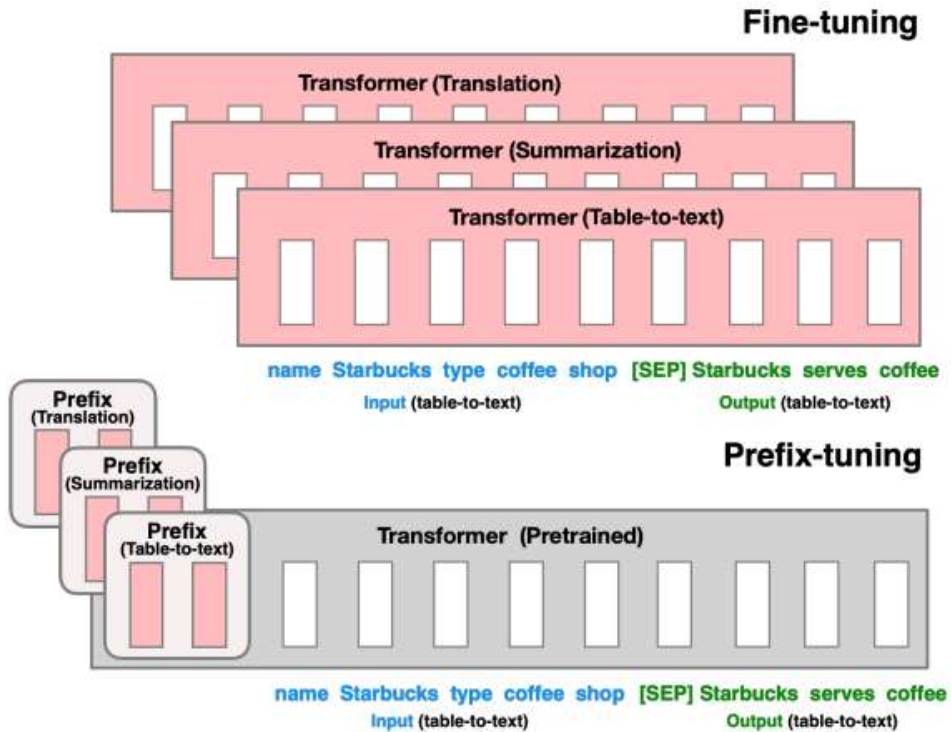 Fine-tuning
Transformer (Translation)
Transformer (Summarization)
Transformer (Table-to-text)
name Starbucks type coffee shop [SEP] Starbucks serves coffee
Input (table-to-text) Output (table-to-text)
Prefix
(Translation)
Prefix-tuning
Prefix
(Summarization)
Prefix
(Table-to-text)
Transformer (Pretrained)
name Starbucks type coffee shop [SEP] Starbucks serves coffee
Input (table-to-text) Output (table-to-text)